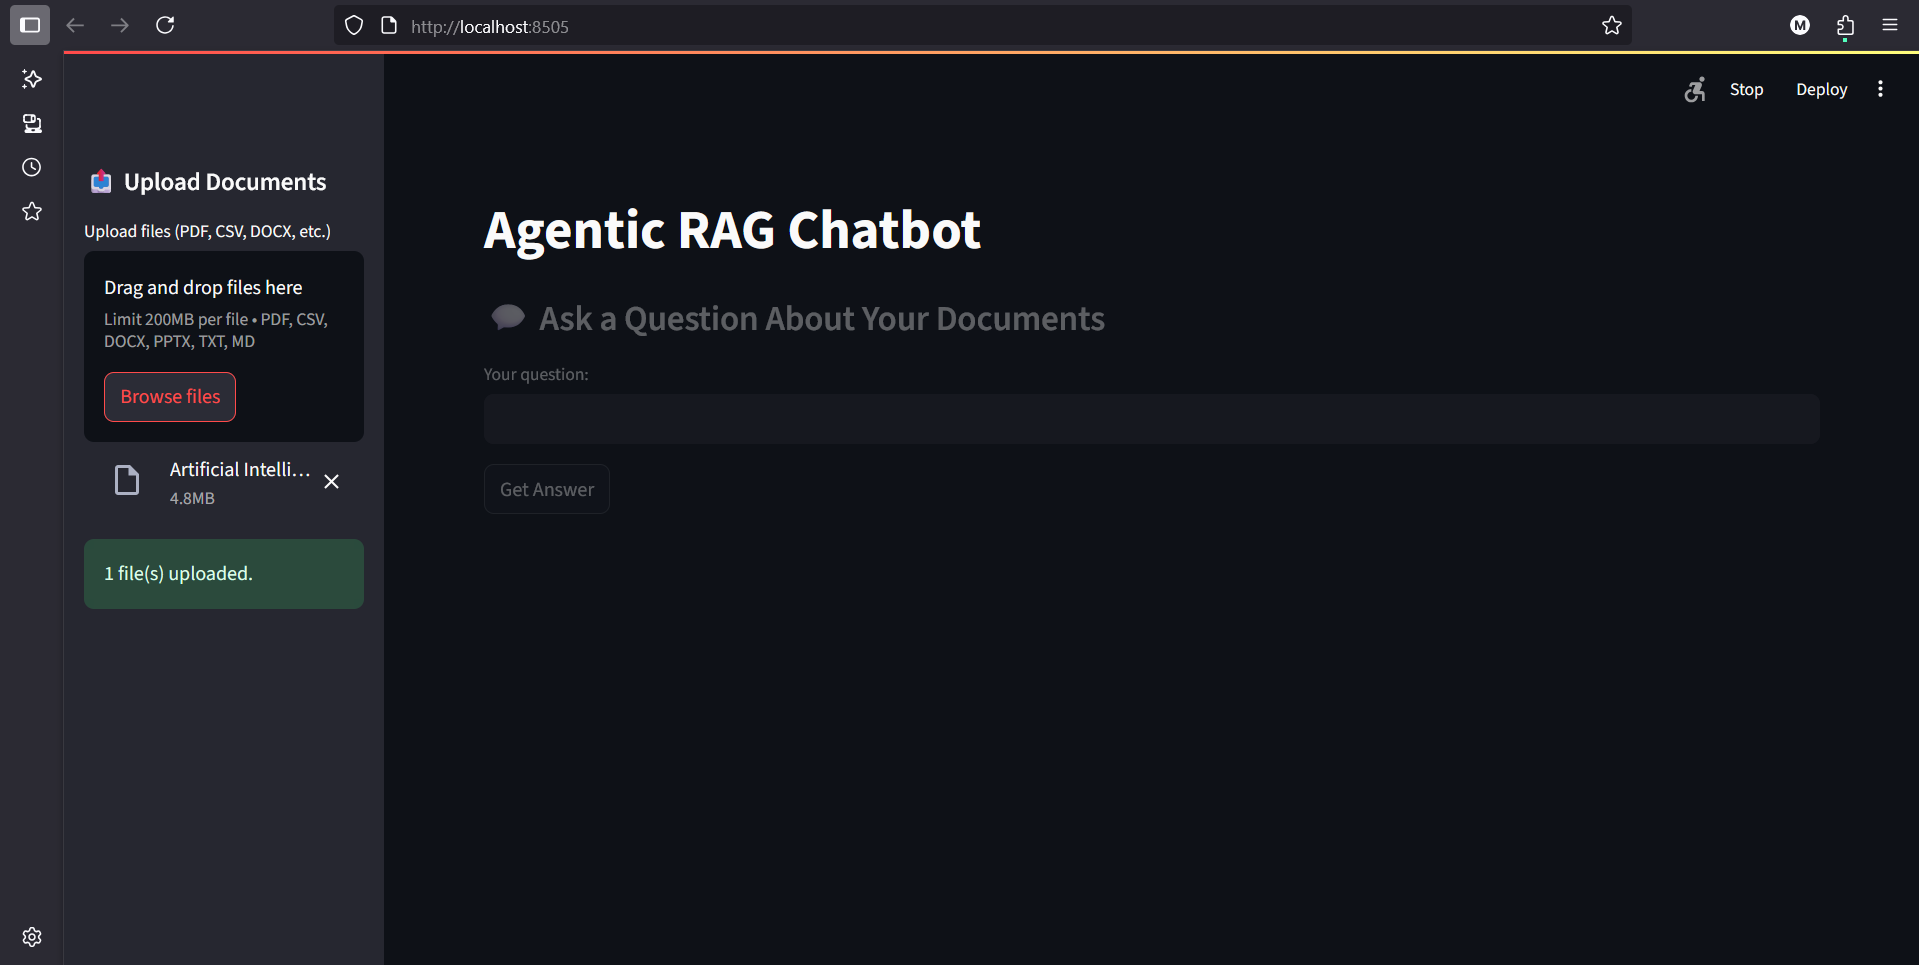 http://localhost:8505
M
Stop
Deploy
Upload Documents
Upload files (PDF, CSV, DOCX, etc.)
Drag and drop files here
Limit 200MB per file • PDF, CSV,
DOCX, PPTX, TXT, MD
Browse files
Artificial Intelli...
4.8MB
1 file(s) uploaded.
Agentic RAG Chatbot
Ask a Question About Your Documents
Your question:
Get Answer